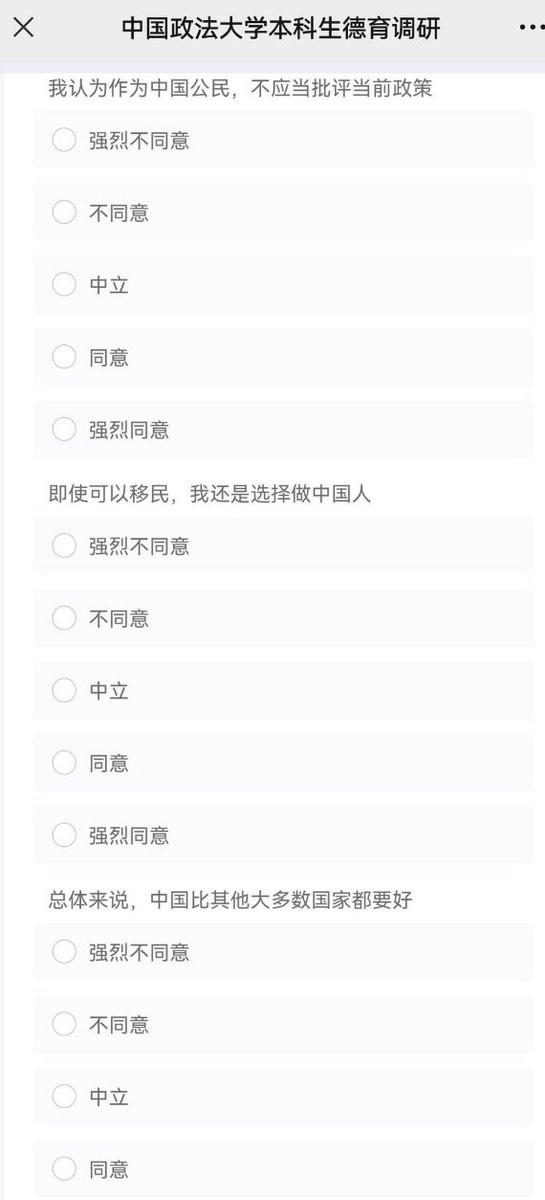 中国政法大学本科生德育调研
我认为作为中国公民，不应当批评当前政策
强烈不同意
不同意
中立
同意
强烈同意
即使可以移民，我还是选择做中国人
强烈不同意
不同意
中立
同意
强烈同意
总体来说，中国比其他大多数国家都要好
强烈不同意
不同意
中立
同意